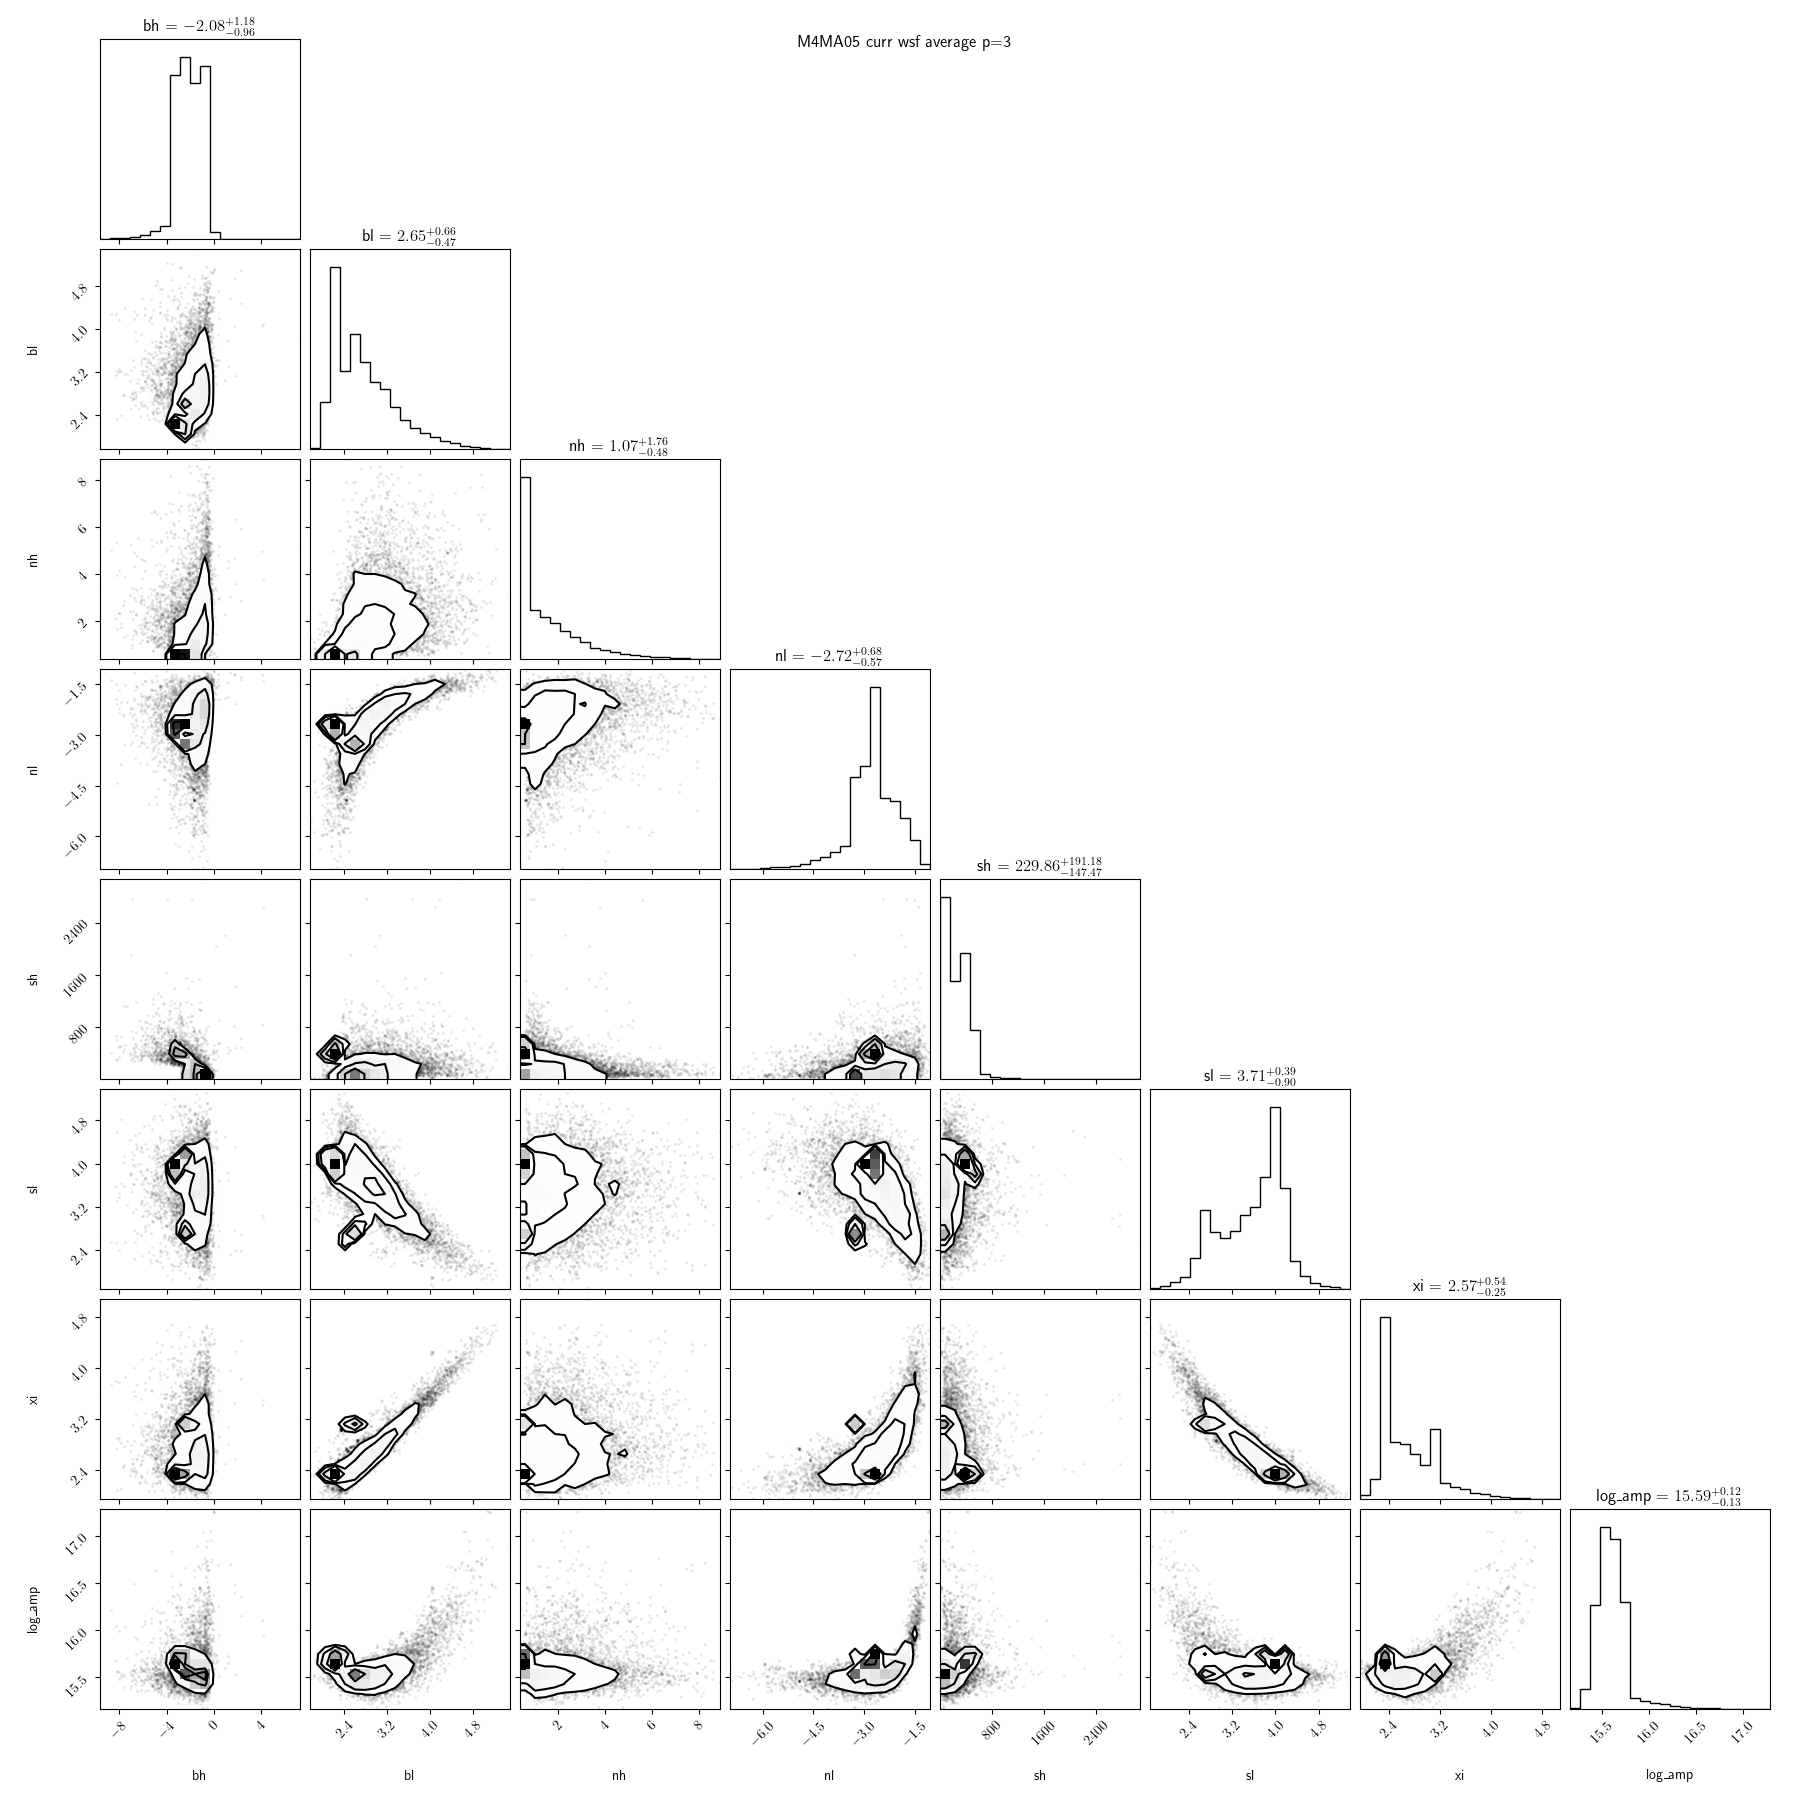 bh = −2.08+1.18−0.96
M4MA05 curr wsf average p=3
bl = 2.65+0.66−0.47
4.8
4.0
3.2
2.4
bl
nh = 1.07+1.76−0.48
8
6
4
2
nh
nl = −2.72+0.68−0.57
−1.5
−3.0
−4.5
−6.0
nl
sh = 229.86+191.18−147.47
2400
1600
800
sh
sl = 3.71+0.39−0.90
4.8
4.0
3.2
2.4
sl
xi = 2.57+0.54−0.25
4.8
4.0
3.2
2.4
xi
log_amp = 15.59+0.12−0.13
17.0
16.5
16.0
15.5
log_amp
−8 −4 0 4 2.4 3.2 4.0 4.8 2 4 6 8 −6.0 −4.5 −3.0 −1.5 800 1600 2400 2.4 3.2 4.0 4.8 2.4 3.2 4.0 4.8 15.5 16.0 16.5 17.0
bh bl nh nl sh sl xi log_amp